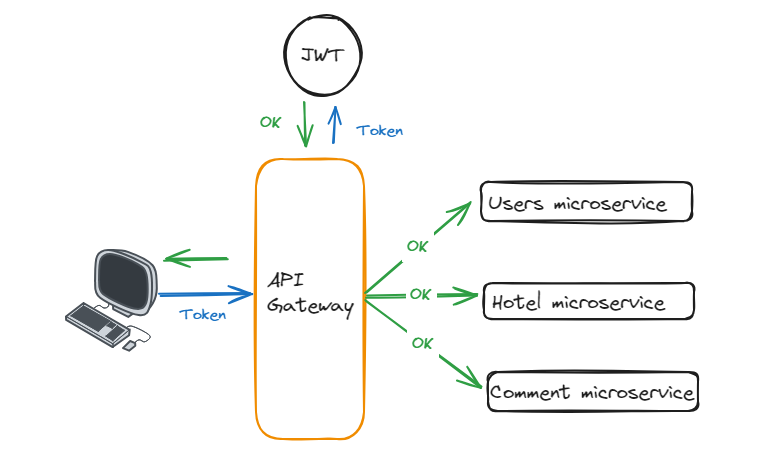 JWT
OK
Token
Users microservice
OK
API
Gateway
Token
OK
Hotel microservice
OK
Comment microservice